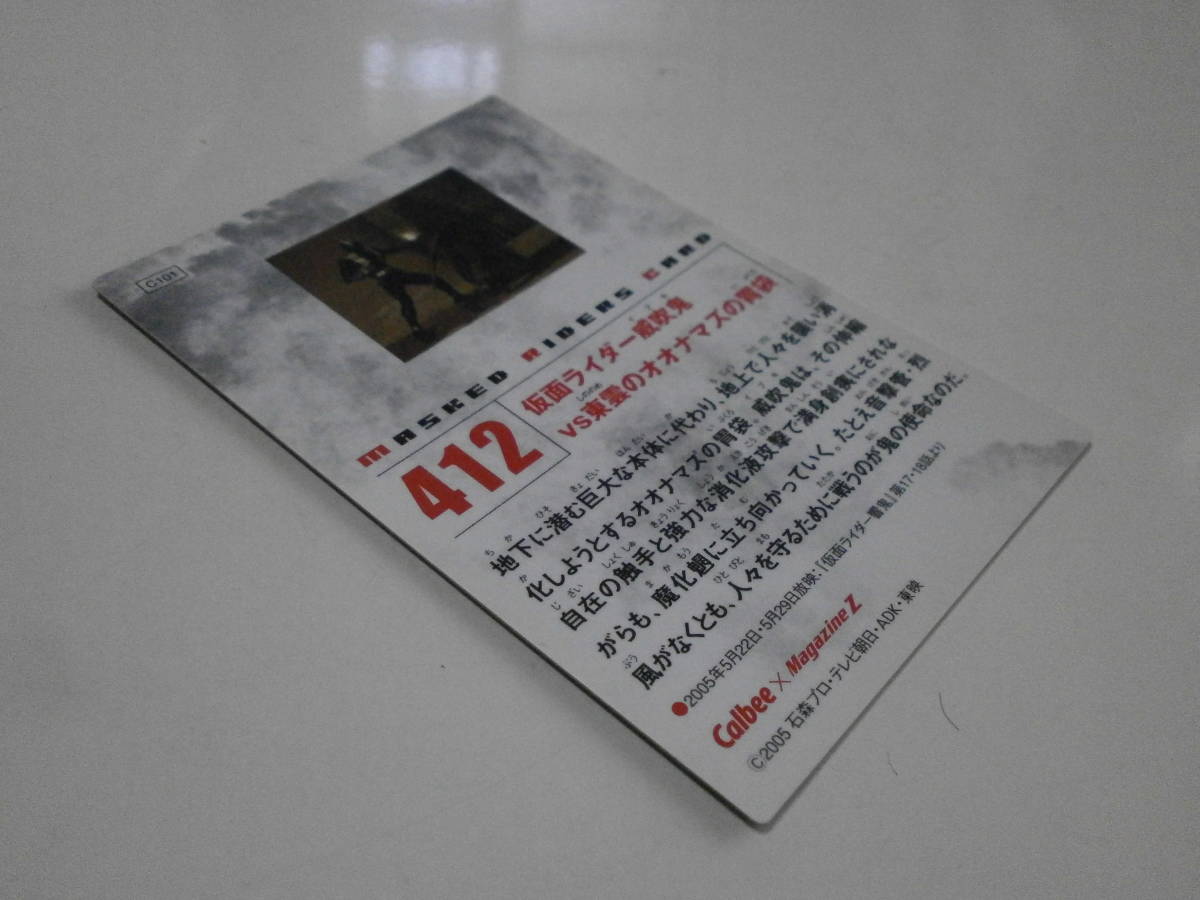 C101
MASKED RIDERS CARD
412
仮面ライダー威吹鬼
VS東雲のオオナマズの胃袋
地下に潜む巨大な本体に代わり、地上で人々を襲い消
化しようとするオオナマズの胃袋。威吹鬼は、その伸縮
自在の触手と強力な消化液攻撃で満身創痍にされな
がらも、魔化魍に立ち向かっていく。たとえ音撃管・烈
風がなくとも、人々を守るために戦うのが鬼の使命なのだ。
●2005年5月22日・5月29日放映:『仮面ライダー響鬼』第17・18話より
Calbee × Magazine Z
©2005 石森プロ・テレビ朝日・ADK・東映